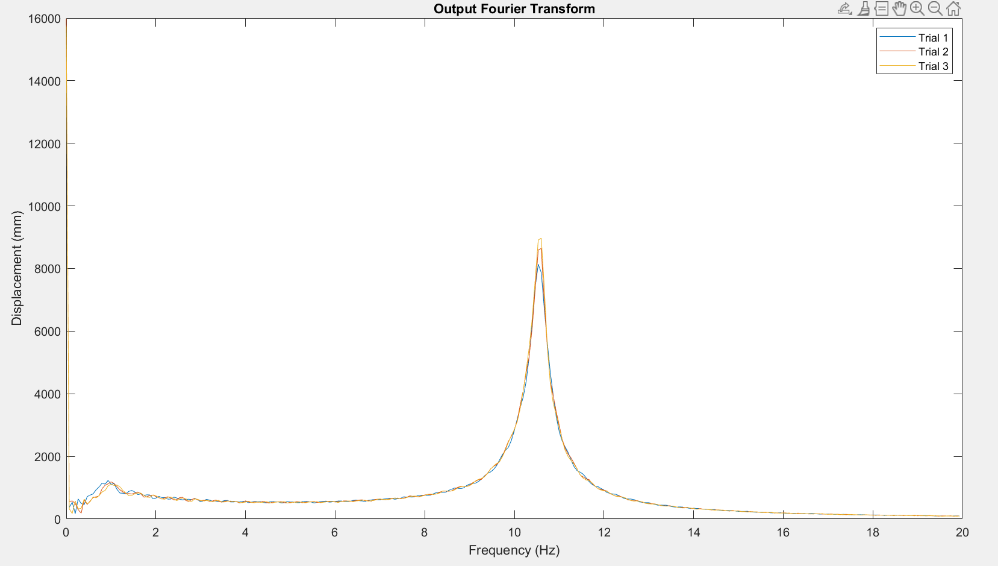 Output Fourier Transform
Trial 1
Trial 2
Trial 3
16000
14000
12000
10000
8000
6000
4000
2000
0
Displacement (mm)
0 2 4 6 8 10 12 14 16 18 20
Frequency (Hz)